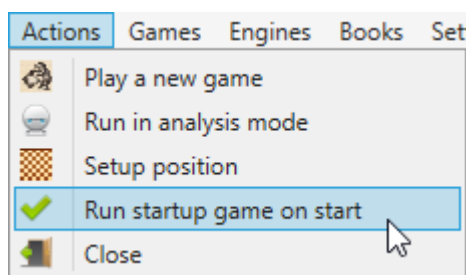 Actions Games Engines Books Set
Play a new game
Run in analysis mode
Setup position
Run startup game on start
Close